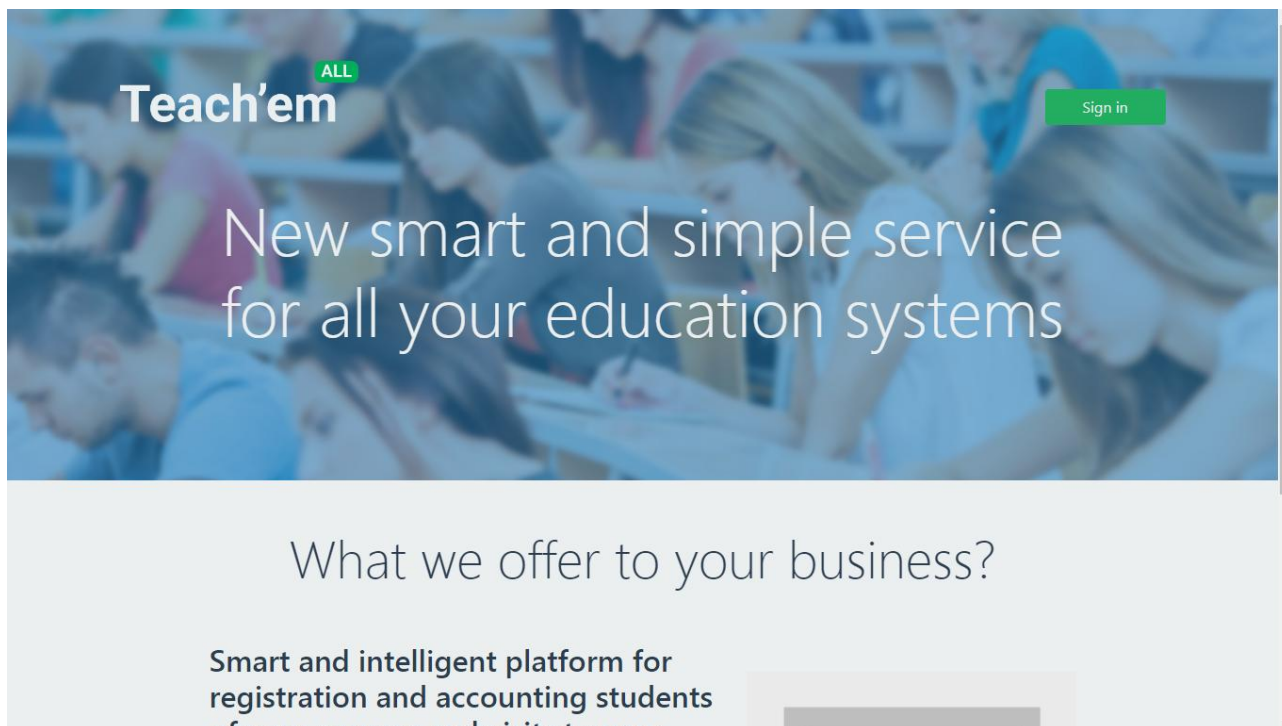 ALL
Teach'em
Sign in
New smart and simple service
for all your education systems
What we offer to your business?
Smart and intelligent platform for
registration and accounting students